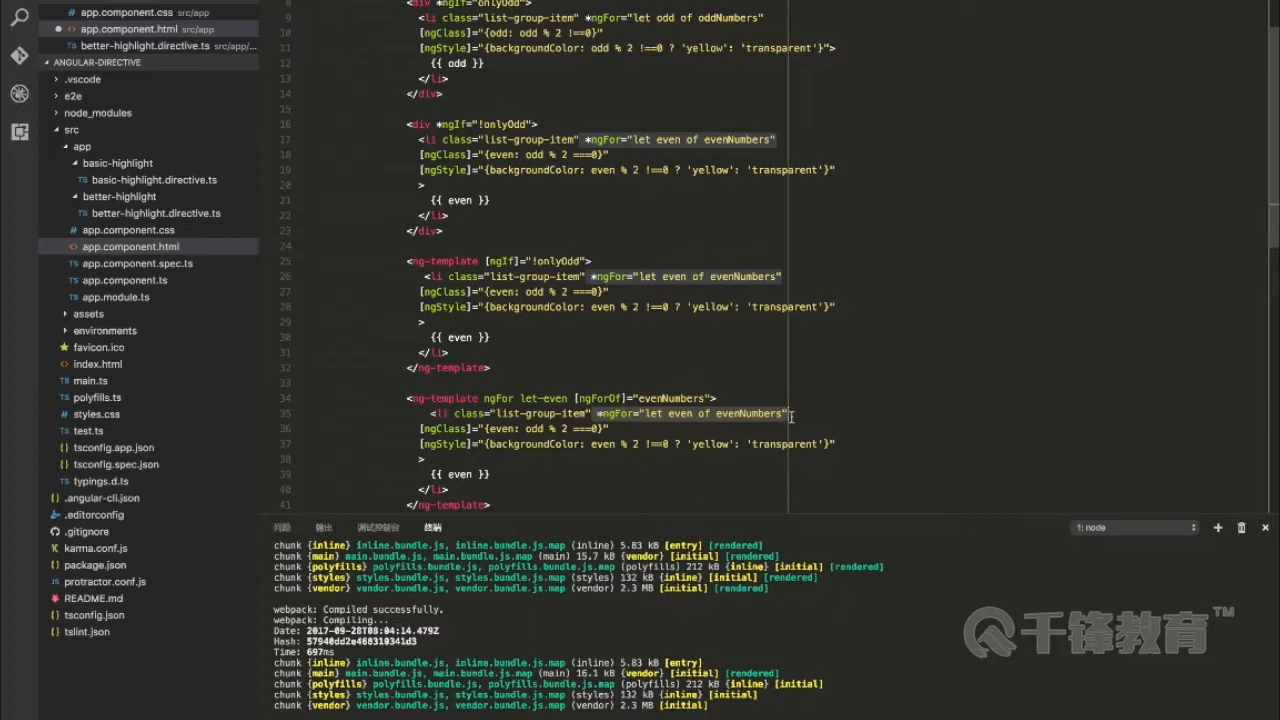 # app.component.css src/app
● <> app.component.html src/app
TS better-highlight.directive.ts src/app/...
ANGULAR-DIRECTIVE
.vscode
e2e
node_modules
src
app
basic-highlight
TS basic-highlight.directive.ts
better-highlight
TS better-highlight.directive.ts
# app.component.css
<> app.component.html
TS app.component.spec.ts
TS app.component.ts
TS app.module.ts
assets
environments
favicon.ico
<> index.html
TS main.ts
TS polyfills.ts
# styles.css
TS test.ts
{} tsconfig.app.json
{} tsconfig.spec.json
TS typings.d.ts
{} .angular-cli.json
.editorconfig
.gitignore
karma.conf.js
{} package.json
JS protractor.conf.js
README.md
{} tsconfig.json
{} tslint.json
8 <div *ngIf="onlyOdd">
9 <li class="list-group-item" *ngFor="let odd of oddNumbers"
10 [ngClass]="{odd: odd % 2 !==0}"
11 [ngStyle]="{backgroundColor: odd % 2 !==0 ? 'yellow': 'transparent'}">
12 {{ odd }}
13 </li>
14 </div>
15
16 <div *ngIf="!onlyOdd">
17 <li class="list-group-item" *ngFor="let even of evenNumbers"
18 [ngClass]="{even: odd % 2 ===0}"
19 [ngStyle]="{backgroundColor: even % 2 !==0 ? 'yellow': 'transparent'}"
20 >
21 {{ even }}
22 </li>
23 </div>
24
25 <ng-template [ngIf]="!onlyOdd">
26 <li class="list-group-item" *ngFor="let even of evenNumbers"
27 [ngClass]="{even: odd % 2 ===0}"
28 [ngStyle]="{backgroundColor: even % 2 !==0 ? 'yellow': 'transparent'}"
29 >
30 {{ even }}
31 </li>
32 </ng-template>
33
34 <ng-template ngFor let-even [ngForOf]="evenNumbers">
35 <li class="list-group-item" *ngFor="let even of evenNumbers"
36 [ngClass]="{even: odd % 2 ===0}"
37 [ngStyle]="{backgroundColor: even % 2 !==0 ? 'yellow': 'transparent'}"
38 >
39 {{ even }}
40 </li>
41 </ng-template>
问题 输出 调试控制台 终端 1: node
chunk {inline} inline.bundle.js, inline.bundle.js.map (inline) 5.83 kB [entry] [rendered]
chunk {main} main.bundle.js, main.bundle.js.map (main) 15.7 kB {vendor} [initial] [rendered]
chunk {polyfills} polyfills.bundle.js, polyfills.bundle.js.map (polyfills) 212 kB {inline} [initial] [rendered]
chunk {styles} styles.bundle.js, styles.bundle.js.map (styles) 132 kB {inline} [initial] [rendered]
chunk {vendor} vendor.bundle.js, vendor.bundle.js.map (vendor) 2.3 MB [initial] [rendered]
webpack: Compiled successfully.
webpack: Compiling...
Date: 2017-09-28T08:04:14.479Z
Hash: 57940dd2e468310341d3
Time: 697ms
chunk {inline} inline.bundle.js, inline.bundle.js.map (inline) 5.83 kB [entry]
chunk {main} main.bundle.js, main.bundle.js.map (main) 16.1 kB {vendor} [initial] [rendered]
chunk {polyfills} polyfills.bundle.js, polyfills.bundle.js.map (polyfills) 212 kB {inline} [initial]
chunk {styles} styles.bundle.js, styles.bundle.js.map (styles) 132 kB {inline} [initial]
chunk {vendor} vendor.bundle.js, vendor.bundle.js.map (vendor) 2.3 MB [initial]
千锋教育™